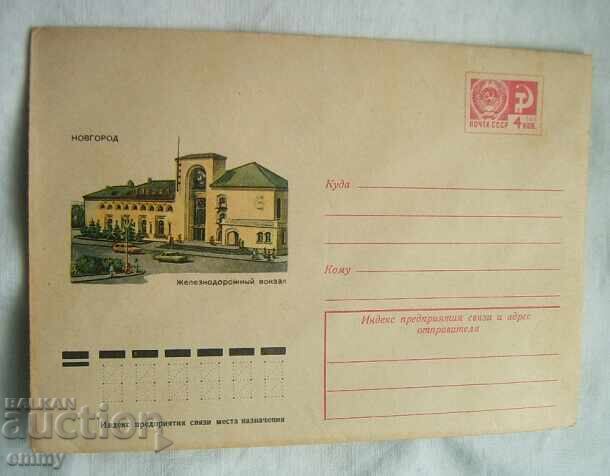 ПОЧТА СССР 4 КОП.
НОВГОРОД
Железнодорожный вокзал
Куда
Кому
Индекс предприятия связи и адрес
отправителя
Индекс предприятия связи места назначения
BALKAN
auction
emmy